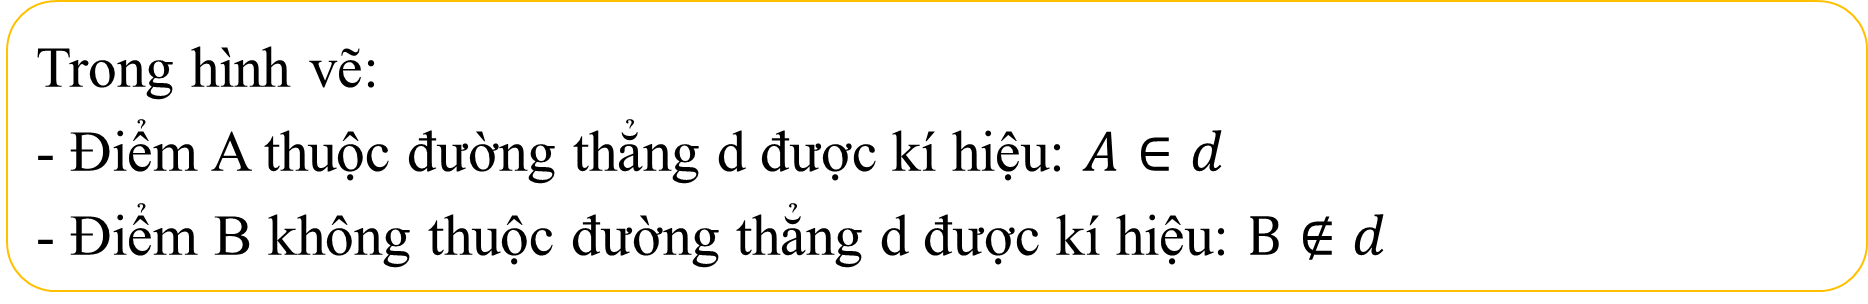 Trong hình vẽ:
- Điểm A thuộc đường thẳng d được kí hiệu: A ∈ d
- Điểm B không thuộc đường thẳng d được kí hiệu: B ∉ d